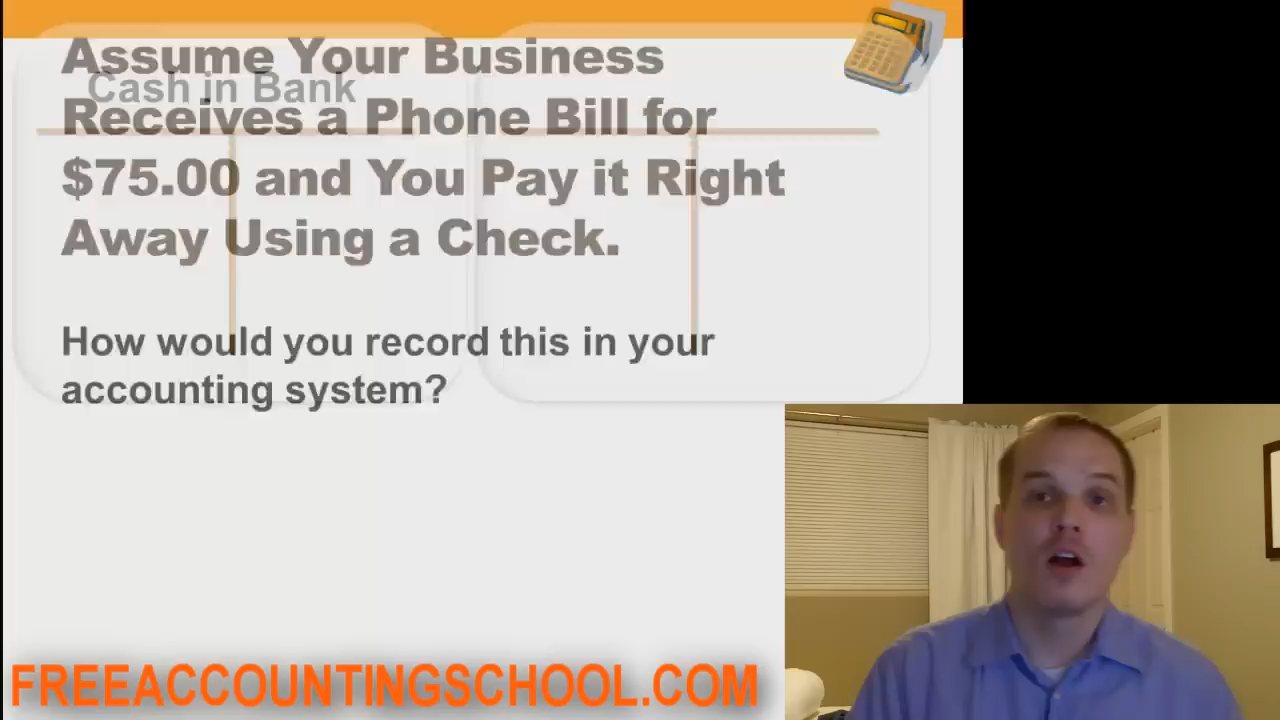 Assume Your Business
Cash in Bank
Receives a Phone Bill for
$75.00 and You Pay it Right
Away Using a Check.
How would you record this in your
accounting system?
FREEACCOUNTINGSCHOOL.COM